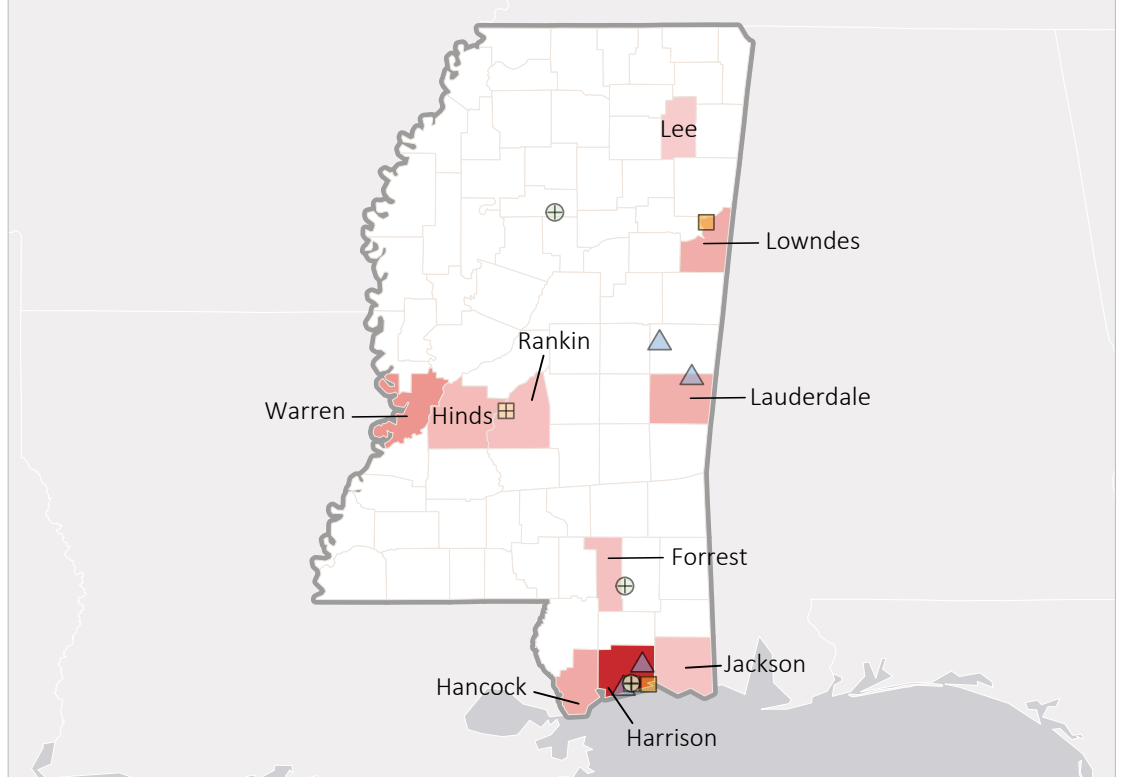 Lee
Lowndes
Rankin
Lauderdale
Warren
Hinds
Forrest
Jackson
Hancock
Harrison